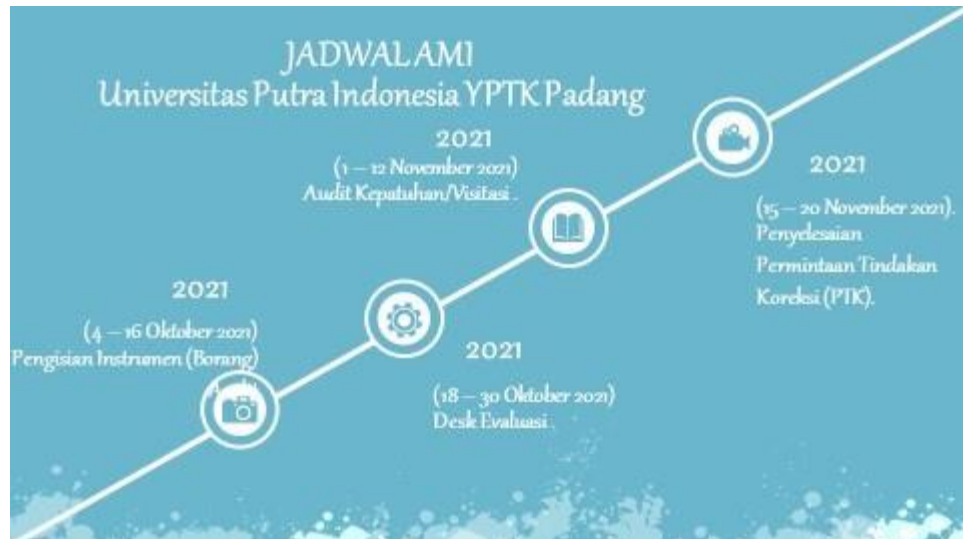 JADWAL AMI
Universitas Putra Indonesia YPTK Padang
2021
(1 – 12 November 2021)
Audit Kepatuhan/Visitasi .
2021
(15 – 20 November 2021).
Penyelesaian
Permintaan Tindakan
Koreksi (PTK).
2021
(4 – 16 Oktober 2021)
Pengisian Instrumen (Borang)
2021
(18 – 30 Oktober 2021)
Desk Evaluasi .